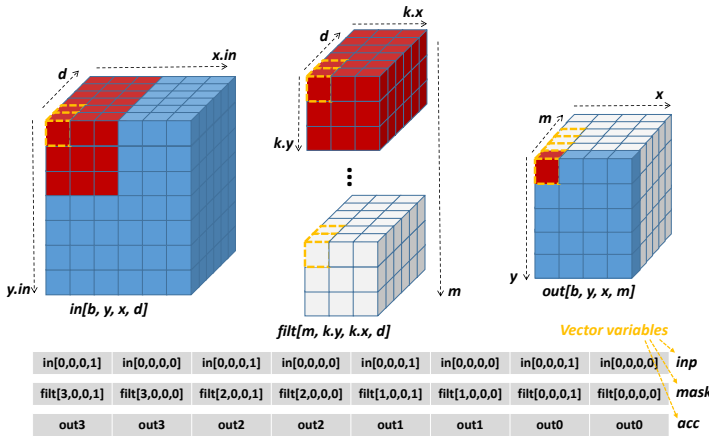 x.in
d
y.in
in[b, y, x, d]
k.x
d
k.y
m
filt[m, k.y, k.x, d]
x
m
y
out[b, y, x, m]
Vector variables
in[0,0,0,1] in[0,0,0,0] in[0,0,0,1] in[0,0,0,0] in[0,0,0,1] in[0,0,0,0] in[0,0,0,1] in[0,0,0,0] inp
filt[3,0,0,1] filt[3,0,0,0] filt[2,0,0,1] filt[2,0,0,0] filt[1,0,0,1] filt[1,0,0,0] filt[0,0,0,1] filt[0,0,0,0] mask
out3 out3 out2 out2 out1 out1 out0 out0 acc